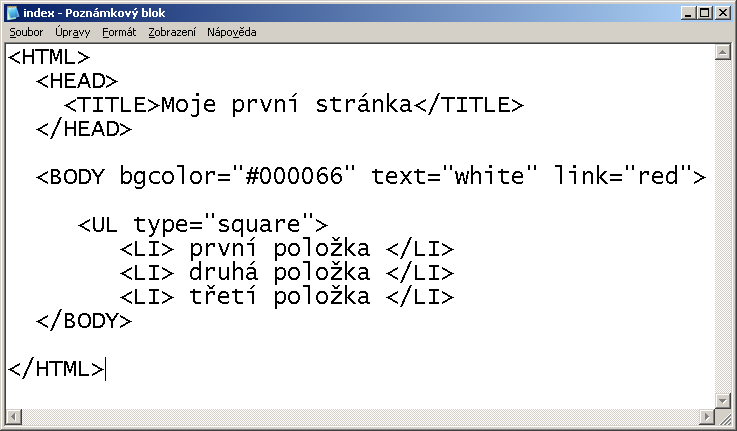 index - Poznámkový blok
Soubor Úpravy Formát Zobrazení Nápověda
<HTML>
  <HEAD>
    <TITLE>Moje první stránka</TITLE>
  </HEAD>

  <BODY bgcolor="#000066" text="white" link="red">

     <UL type="square">
        <LI> první položka </LI>
        <LI> druhá položka </LI>
        <LI> třetí položka </LI>
  </BODY>

</HTML>